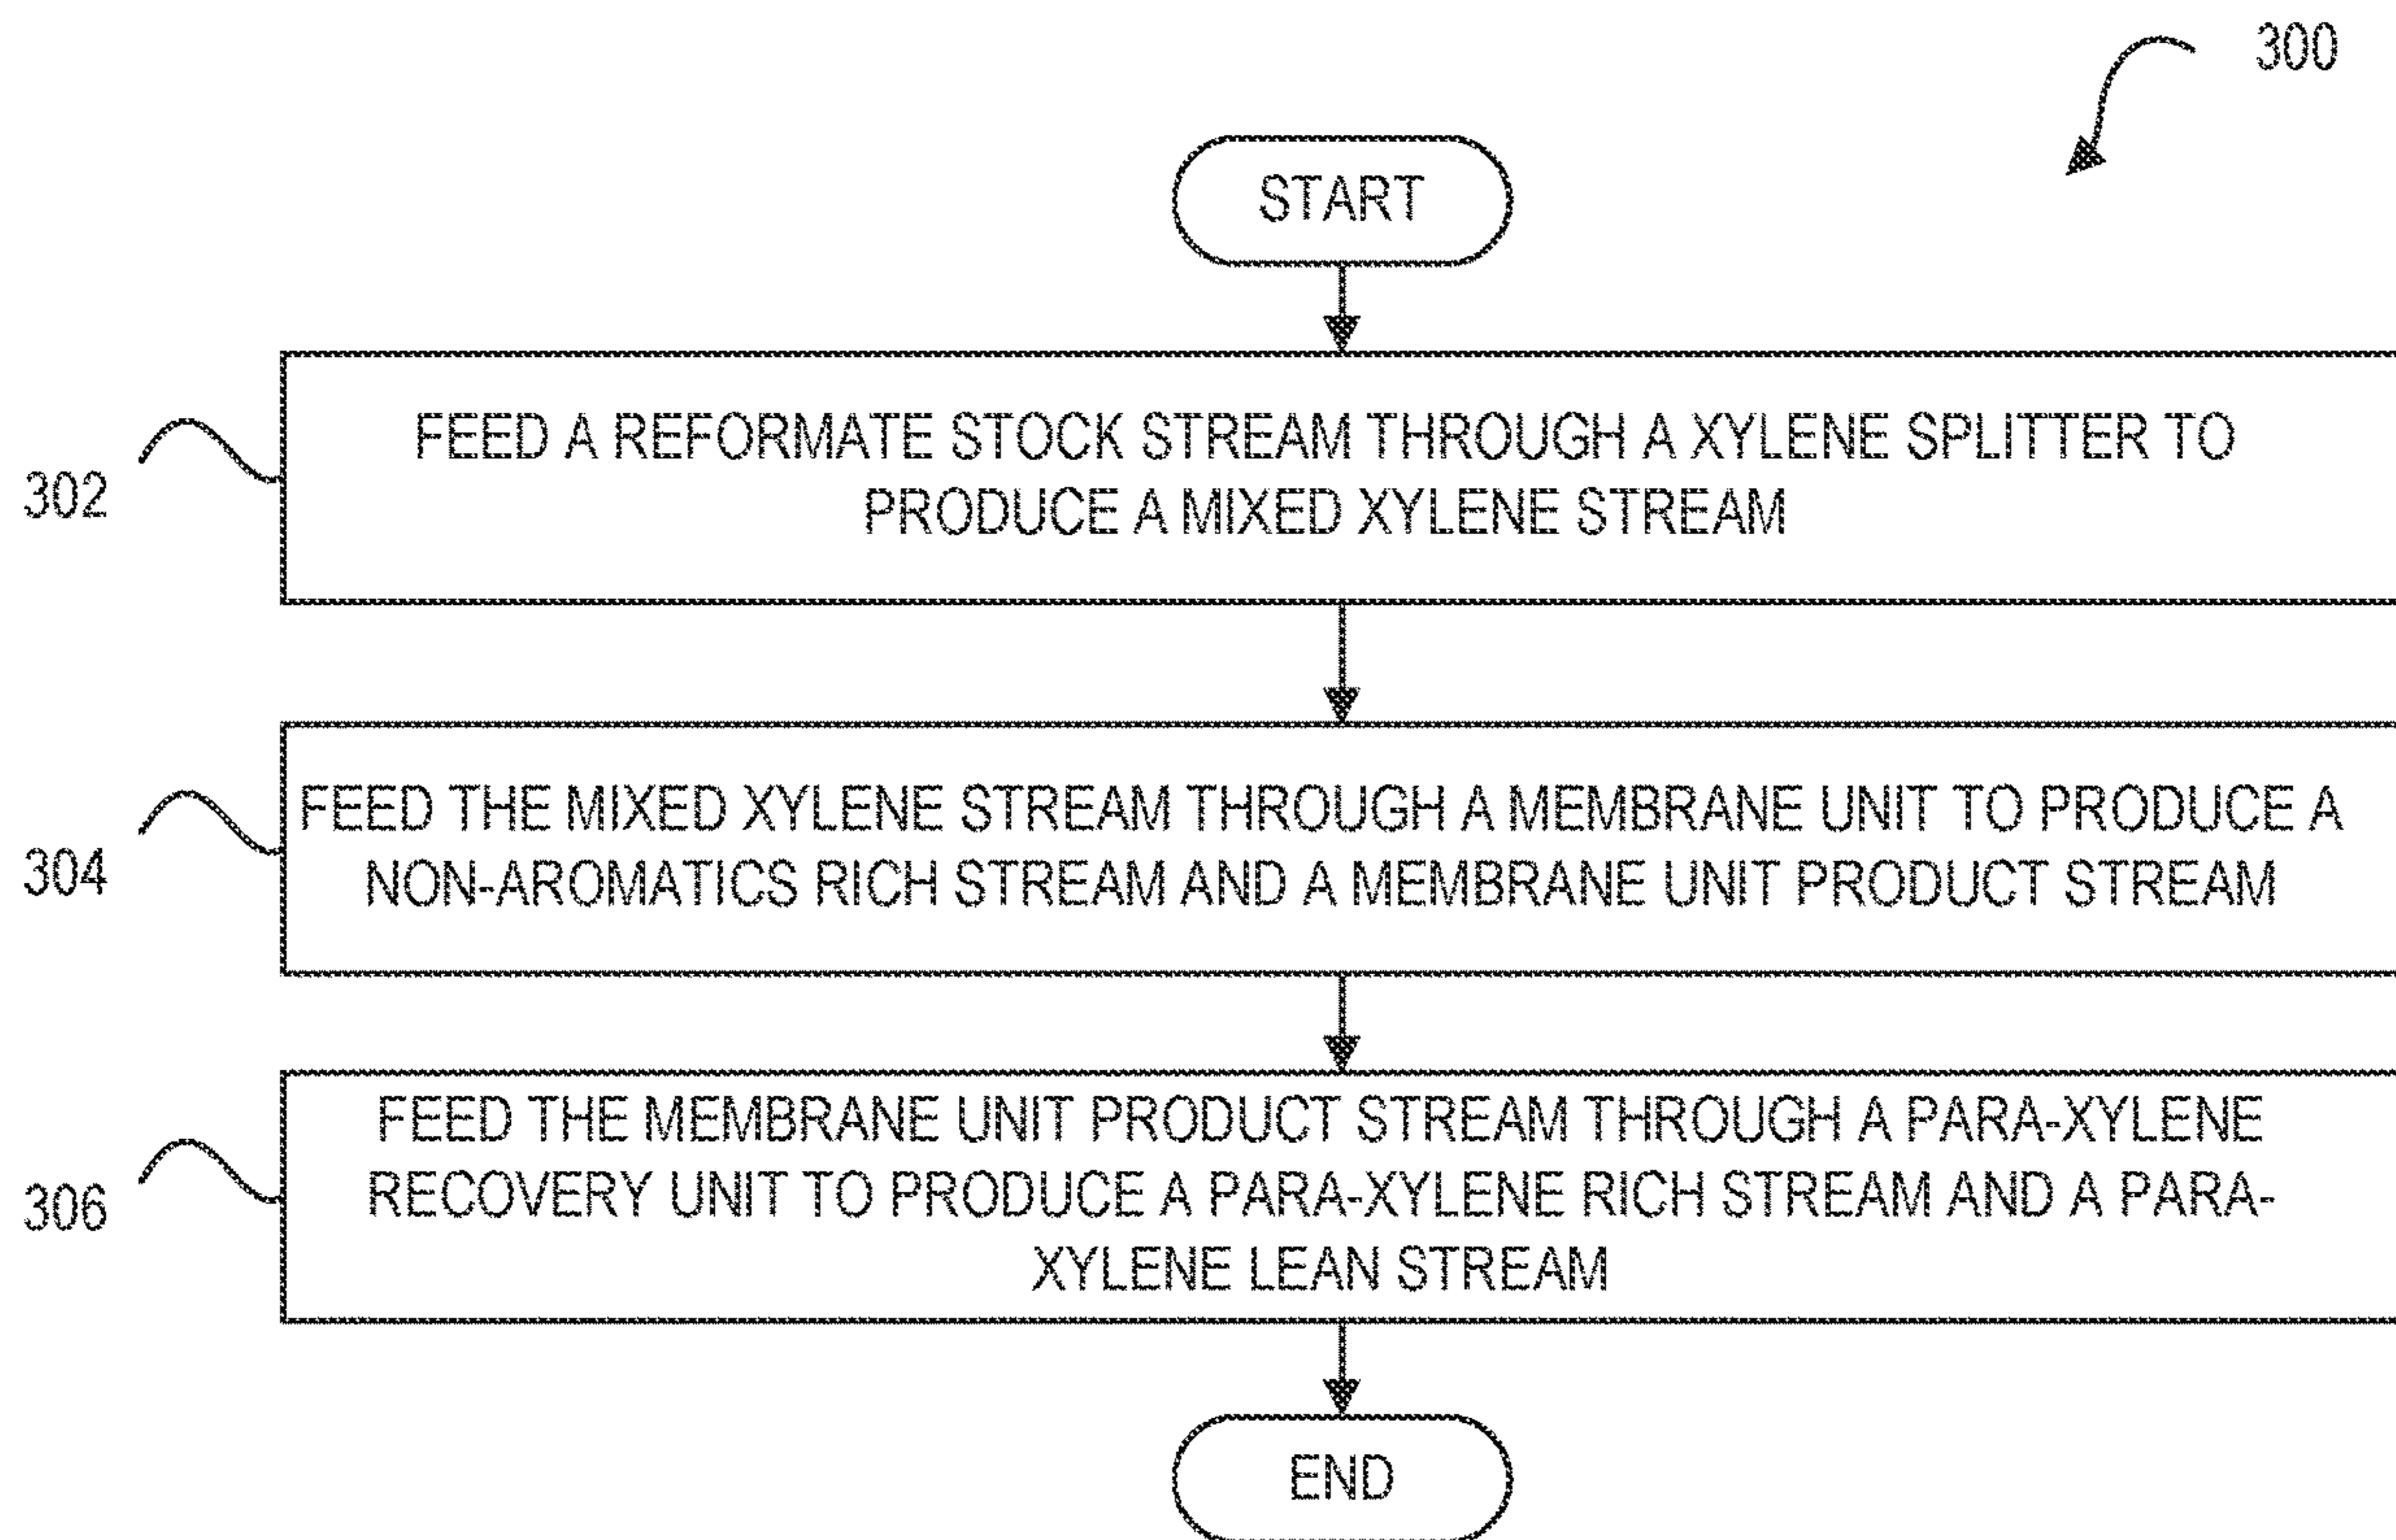 300
START
FEED A REFORMATE STOCK STREAM THROUGH A XYLENE SPLITTER TO
PRODUCE A MIXED XYLENE STREAM
302
FEED THE MIXED XYLENE STREAM THROUGH A MEMBRANE UNIT TO PRODUCE A
NON-AROMATICS RICH STREAM AND A MEMBRANE UNIT PRODUCT STREAM
304
FEED THE MEMBRANE UNIT PRODUCT STREAM THROUGH A PARA-XYLENE
RECOVERY UNIT TO PRODUCE A PARA-XYLENE RICH STREAM AND A PARA-
XYLENE LEAN STREAM
306
END